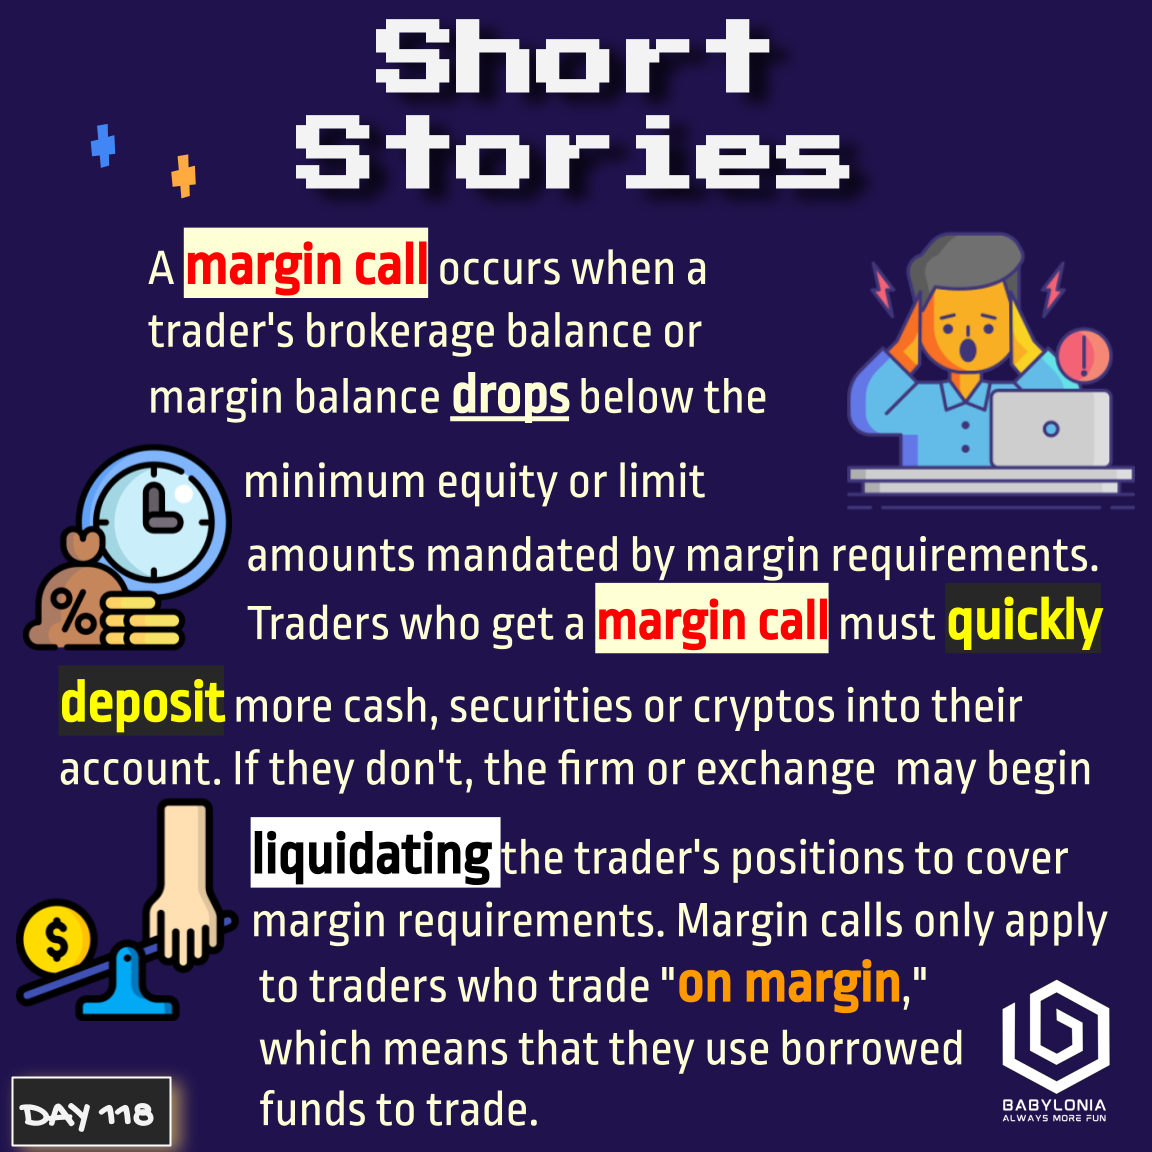 Short
Stories
A margin call occurs when a
trader's brokerage balance or
margin balance drops below the
minimum equity or limit
amounts mandated by margin requirements.
Traders who get a margin call must quickly
deposit more cash, securities or cryptos into their
account. If they don't, the firm or exchange  may begin
liquidating the trader's positions to cover
margin requirements. Margin calls only apply
to traders who trade "on margin,"
which means that they use borrowed
funds to trade.
DAY 118
BABYLONIA
ALWAYS MORE FUN